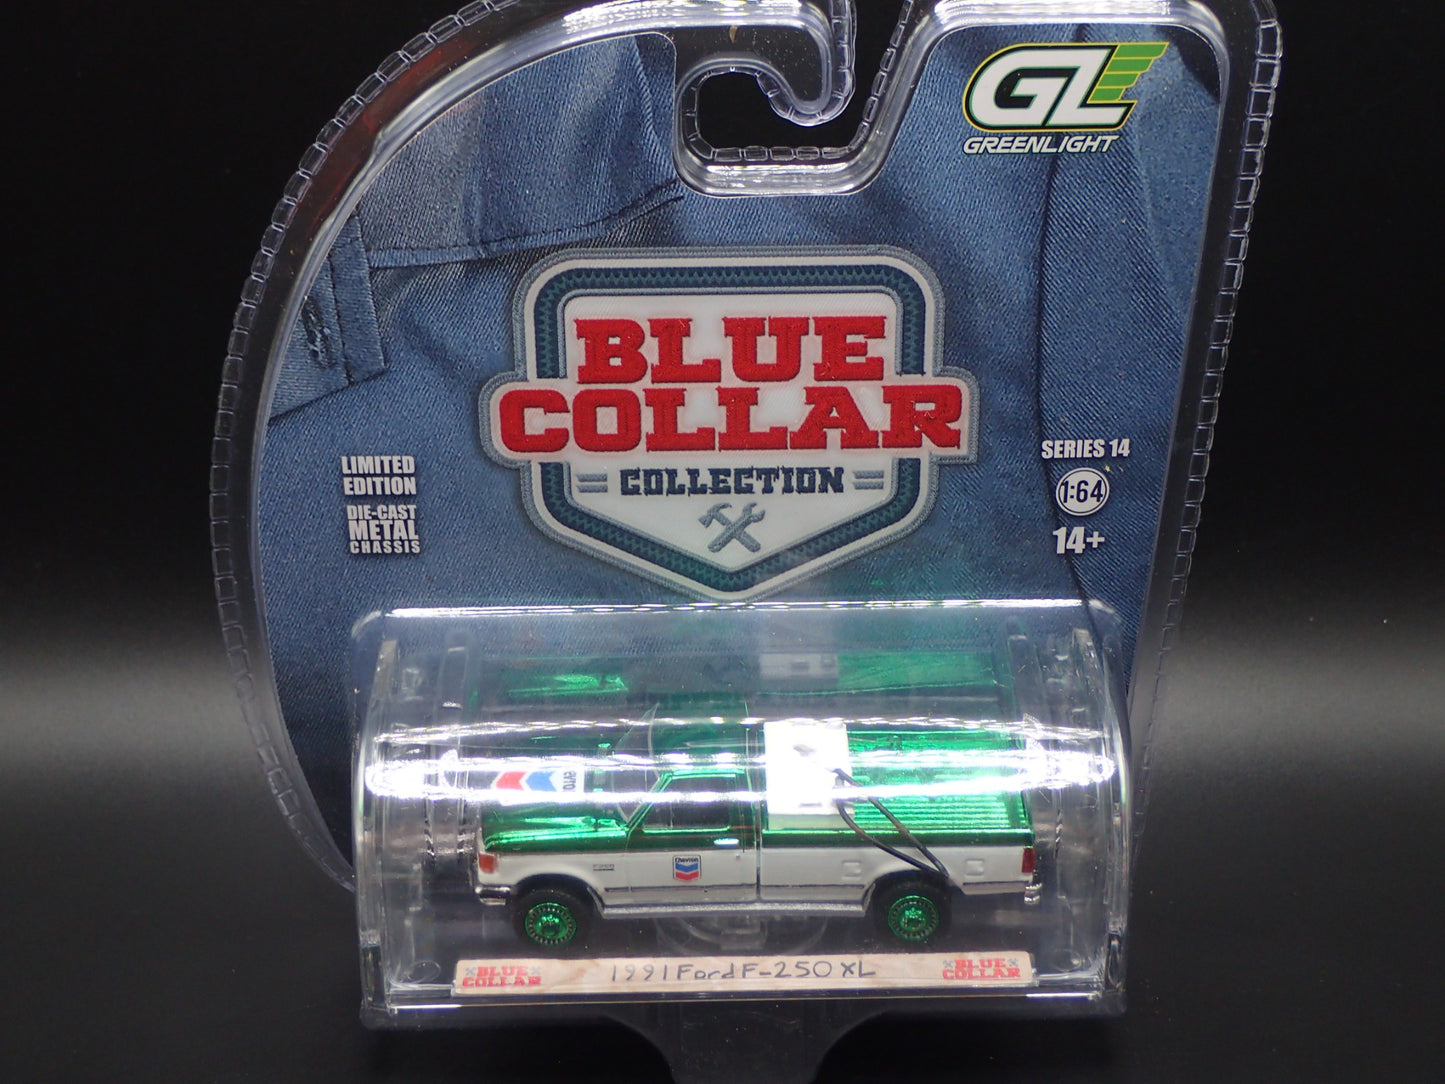 GL
GREENLIGHT
BLUE
COLLAR
COLLECTION
LIMITED
EDITION
DIE-CAST
METAL
CHASSIS
SERIES 14
1:64
14+
F-250
Chevron
BLUE
COLLAR
1991 Ford F-250 XL
BLUE
COLLAR